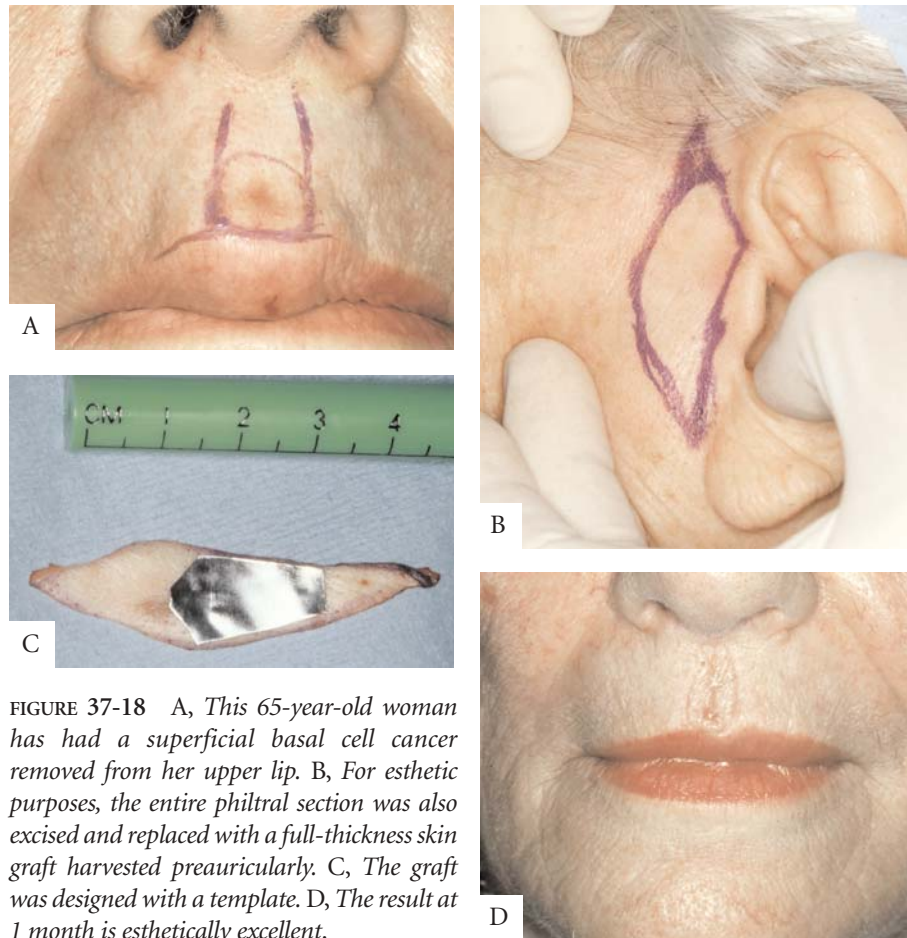 A
B
CM 1 2 3 4
C
FIGURE 37-18 A, This 65-year-old woman
has had a superficial basal cell cancer
removed from her upper lip. B, For esthetic
purposes, the entire philtral section was also
excised and replaced with a full-thickness skin
graft harvested preauricularly. C, The graft
was designed with a template. D, The result at
1 month is esthetically excellent.
D